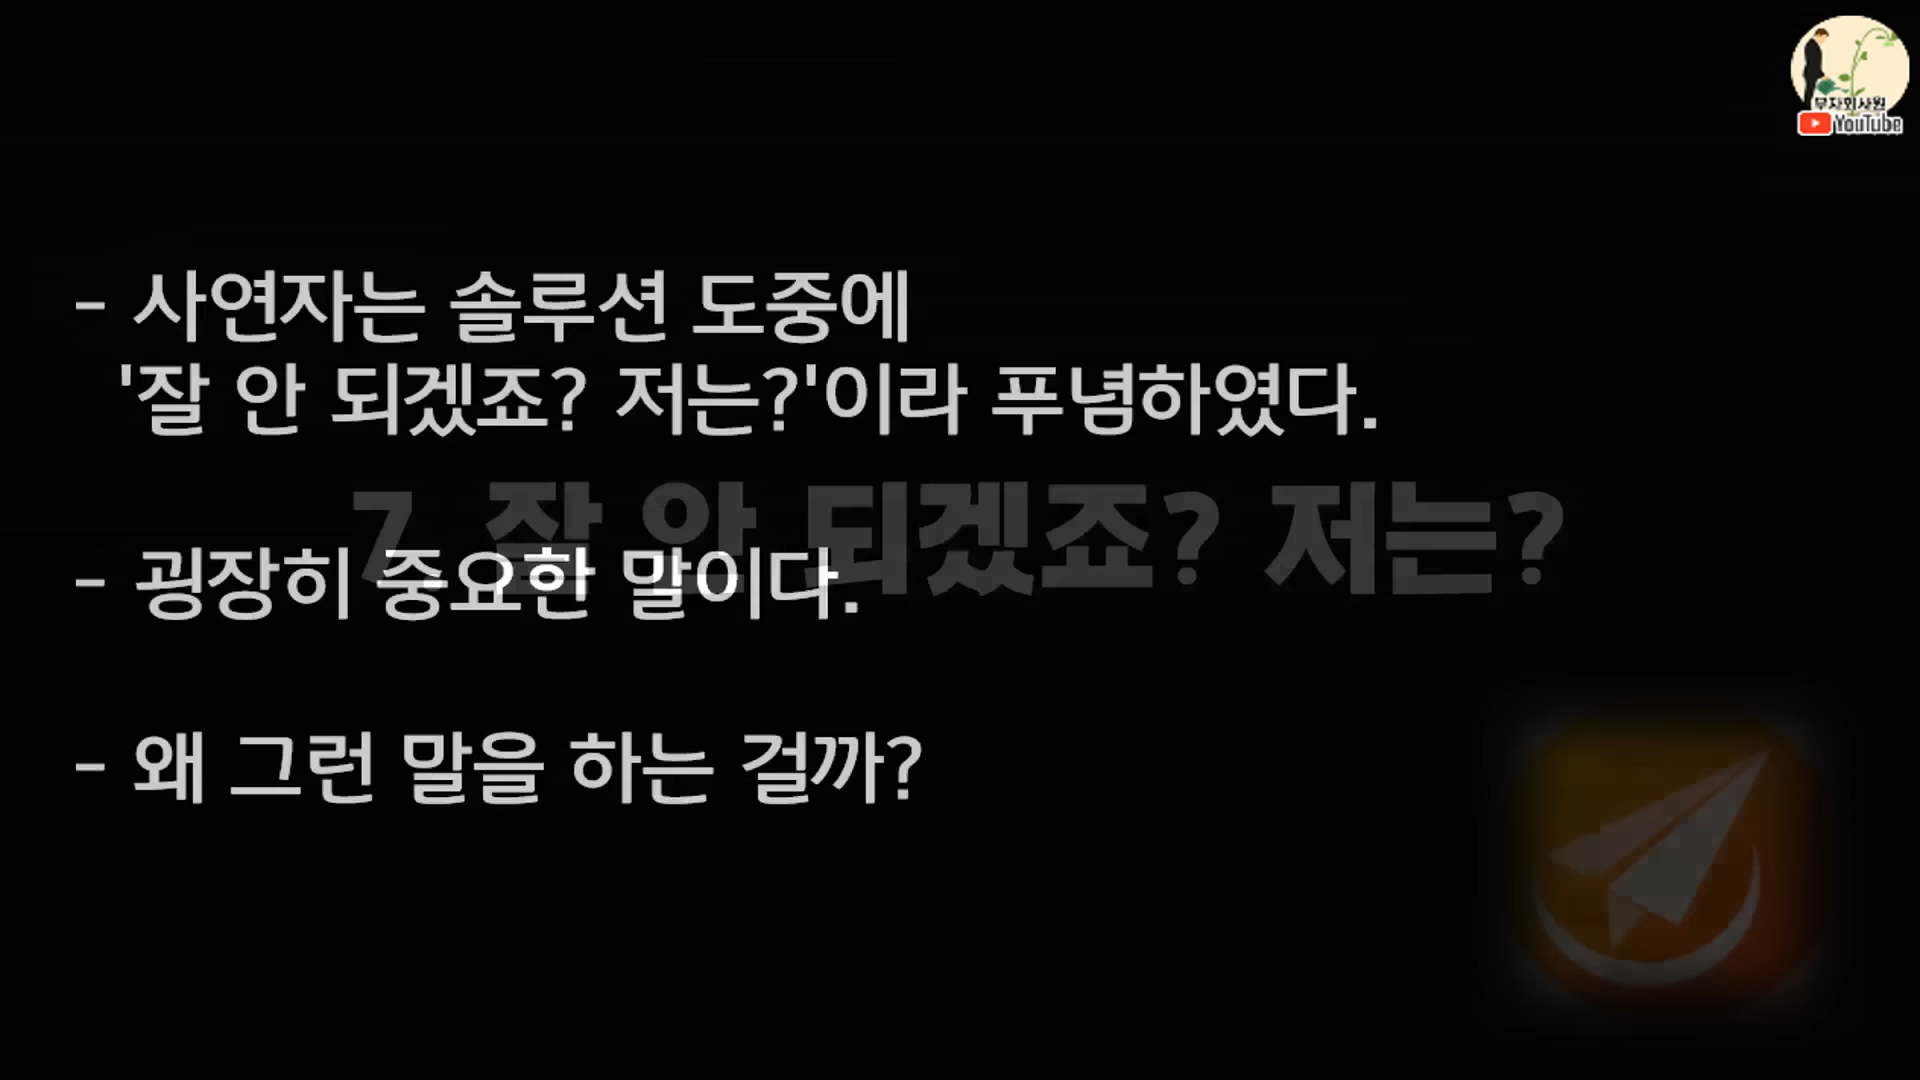 부자회사원
YouTube
- 사연자는 솔루션 도중에
'잘 안 되겠죠? 저는?'이라 푸념하였다.
7. 잘 안 되겠죠? 저는?
- 굉장히 중요한 말이다.
- 왜 그런 말을 하는 걸까?